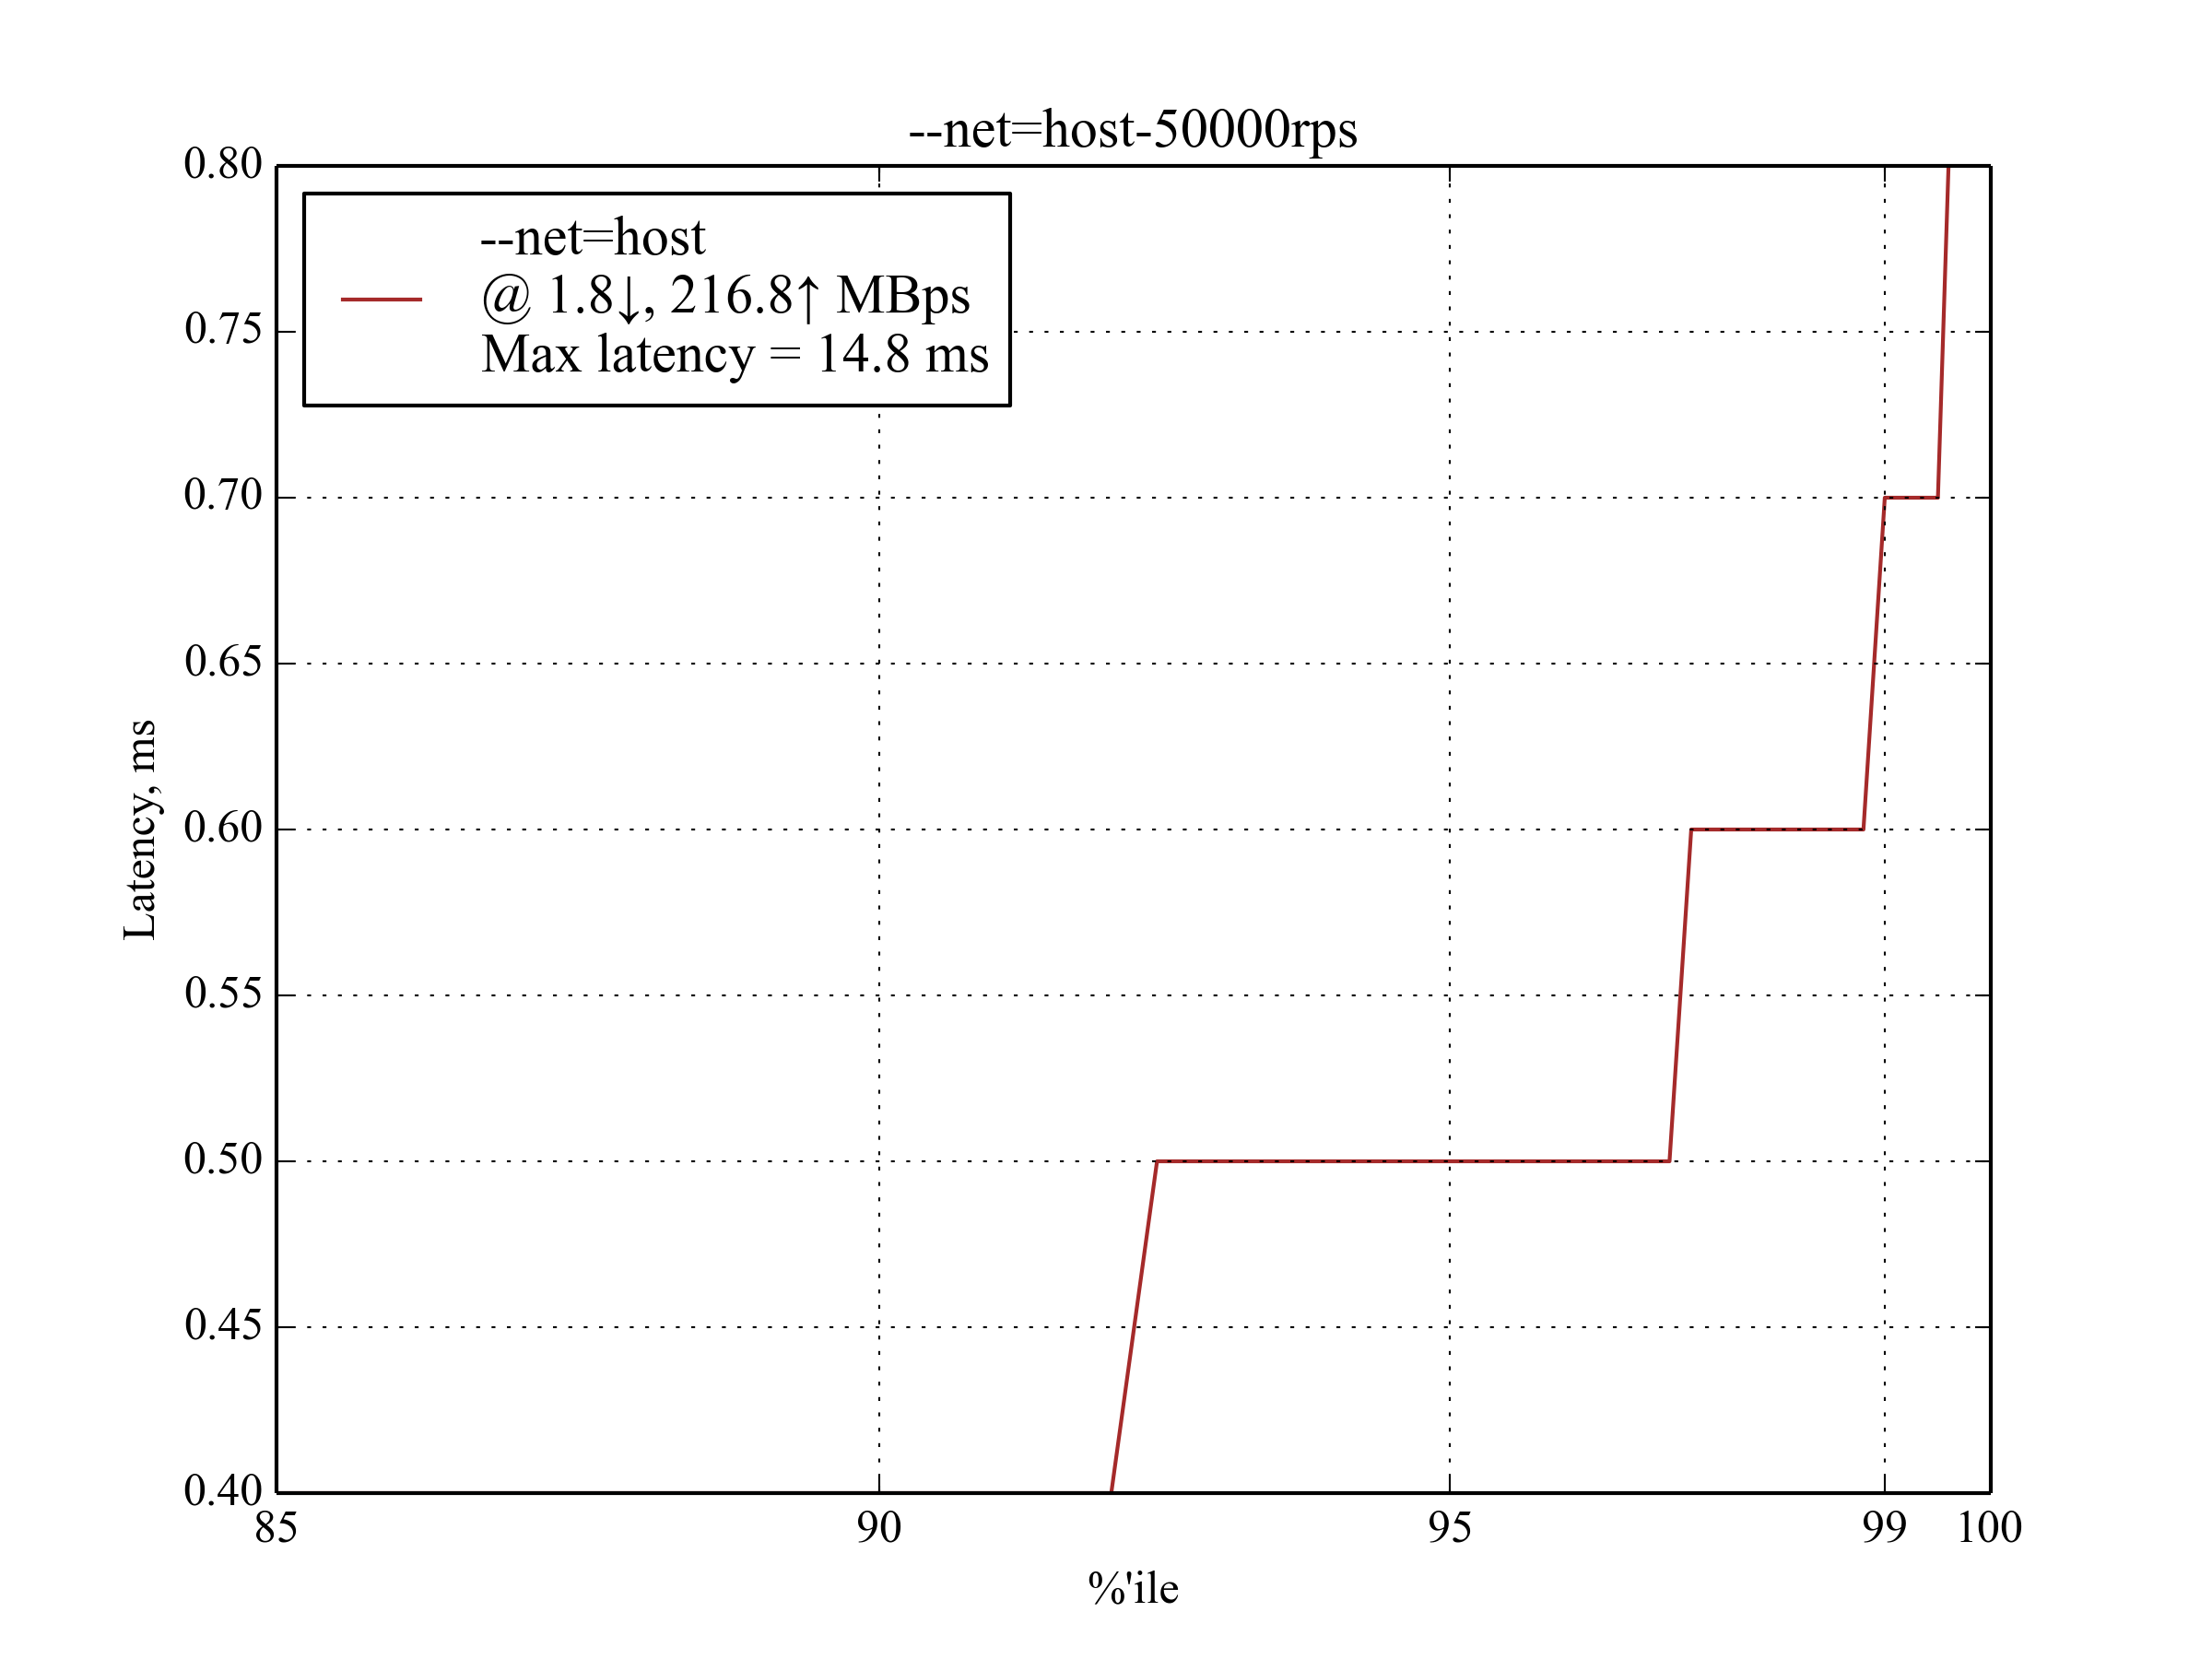 --net=host-50000rps
--net=host
@ 1.8↓, 216.8↑ MBps
Max latency = 14.8 ms
0.80
0.75
0.70
0.65
0.60
0.55
0.50
0.45
0.40
Latency, ms
85 90 95 99 100
%'ile